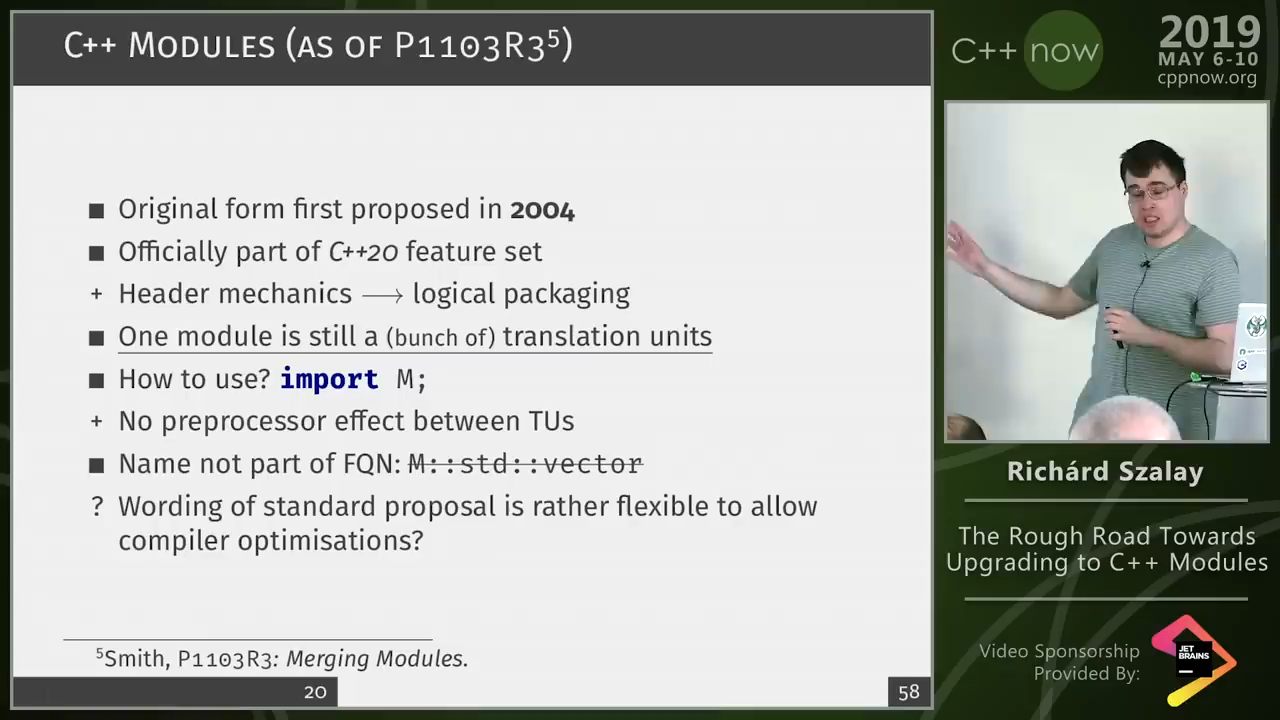 C++ Modules (as of P1103R3⁵)
■ Original form first proposed in 2004
■ Officially part of C++20 feature set
+ Header mechanics ⟶ logical packaging
■ One module is still a (bunch of) translation units
■ How to use? import M;
+ No preprocessor effect between TUs
■ Name not part of FQN: M::std::vector
? Wording of standard proposal is rather flexible to allow
compiler optimisations?
⁵Smith, P1103R3: Merging Modules.
20
58
C++ now
2019
MAY 6-10
cppnow.org
Richárd Szalay
The Rough Road Towards
Upgrading to C++ Modules
Video Sponsorship
Provided By:
JET
BRAINS